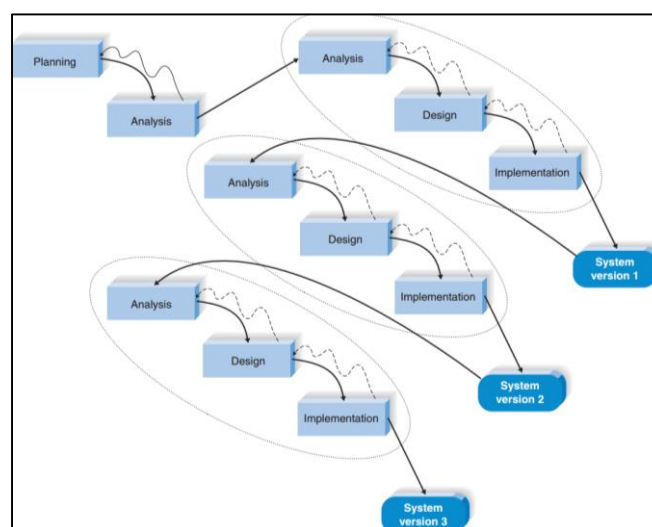 Planning
Analysis
Analysis
Design
Implementation
System
version 1
Analysis
Design
Implementation
System
version 2
Analysis
Design
Implementation
System
version 3